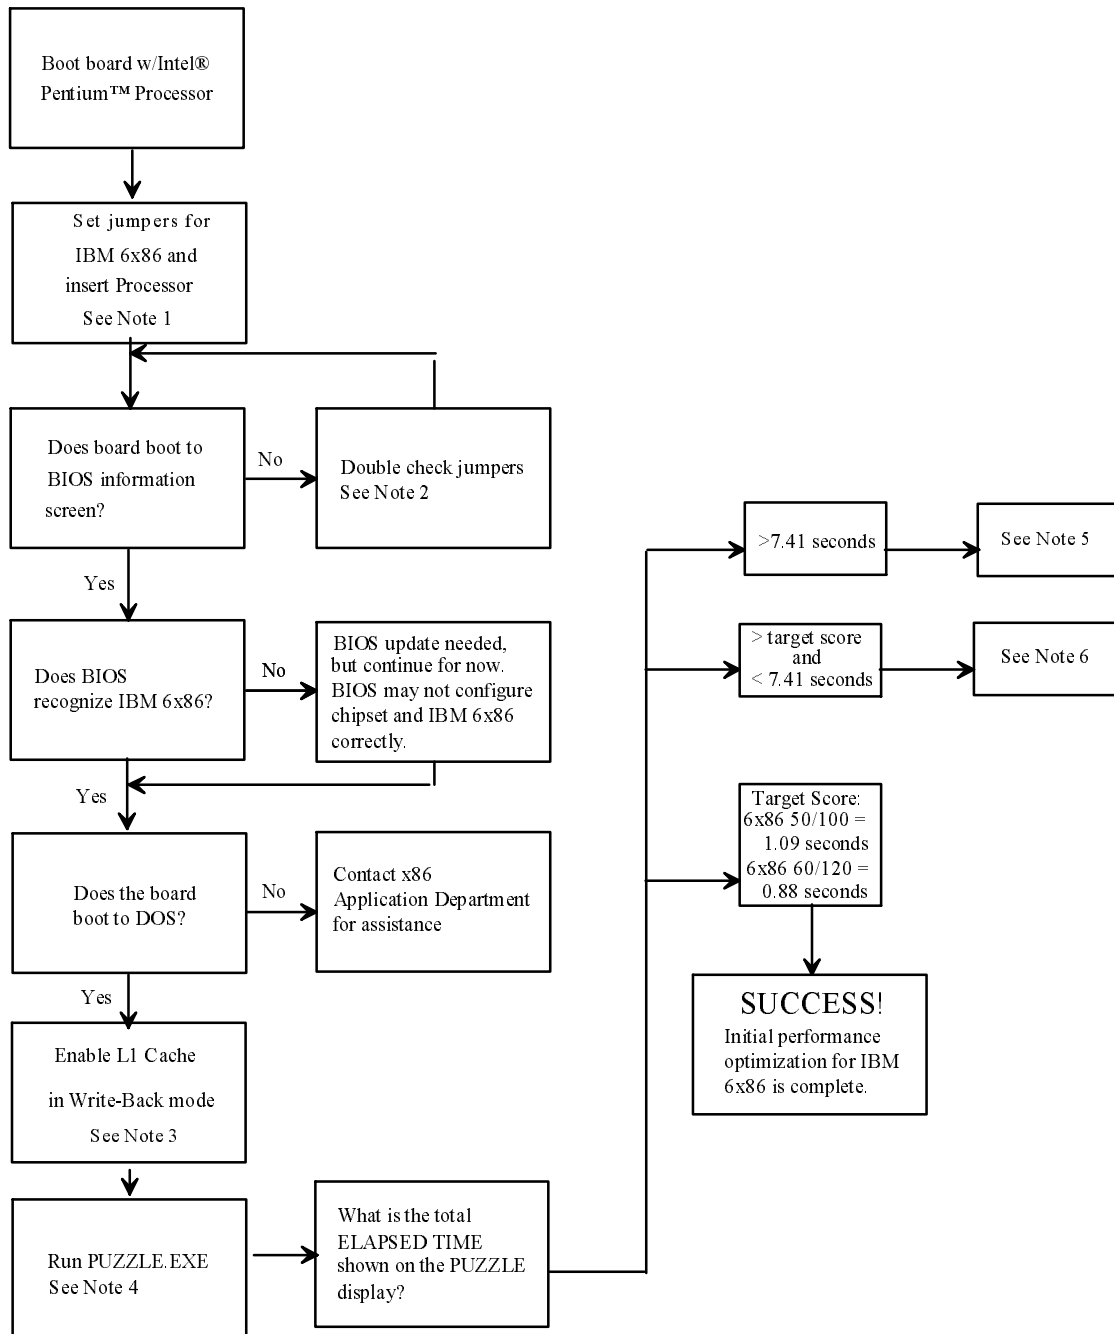 Boot board w/Intel®
Pentium™ Processor
Set jumpers for
IBM 6x86 and
insert Processor
See Note 1
Does board boot to
BIOS information
screen?
No
Double check jumpers
See Note 2
Yes
Does BIOS
recognize IBM 6x86?
No
BIOS update needed,
but continue for now.
BIOS may not configure
chipset and IBM 6x86
correctly.
Yes
Does the board
boot to DOS?
No
Contact x86
Application Department
for assistance
Yes
Enable L1 Cache
in Write-Back mode
See Note 3
Run PUZZLE.EXE
See Note 4
What is the total
ELAPSED TIME
shown on the PUZZLE
display?
>7.41 seconds
See Note 5
> target score
and
< 7.41 seconds
See Note 6
Target Score:
6x86 50/100 =
1.09 seconds
6x86 60/120 =
0.88 seconds
SUCCESS!
Initial performance
optimization for IBM
6x86 is complete.